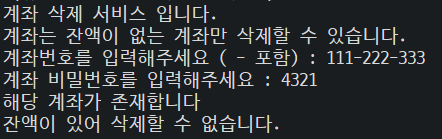 계좌 삭제 서비스 입니다.
계좌는 잔액이 없는 계좌만 삭제할 수 있습니다.
계좌번호를 입력해주세요 ( - 포함) : 111-222-333
계좌 비밀번호를 입력해주세요 : 4321
해당 계좌가 존재합니다
잔액이 있어 삭제할 수 없습니다.